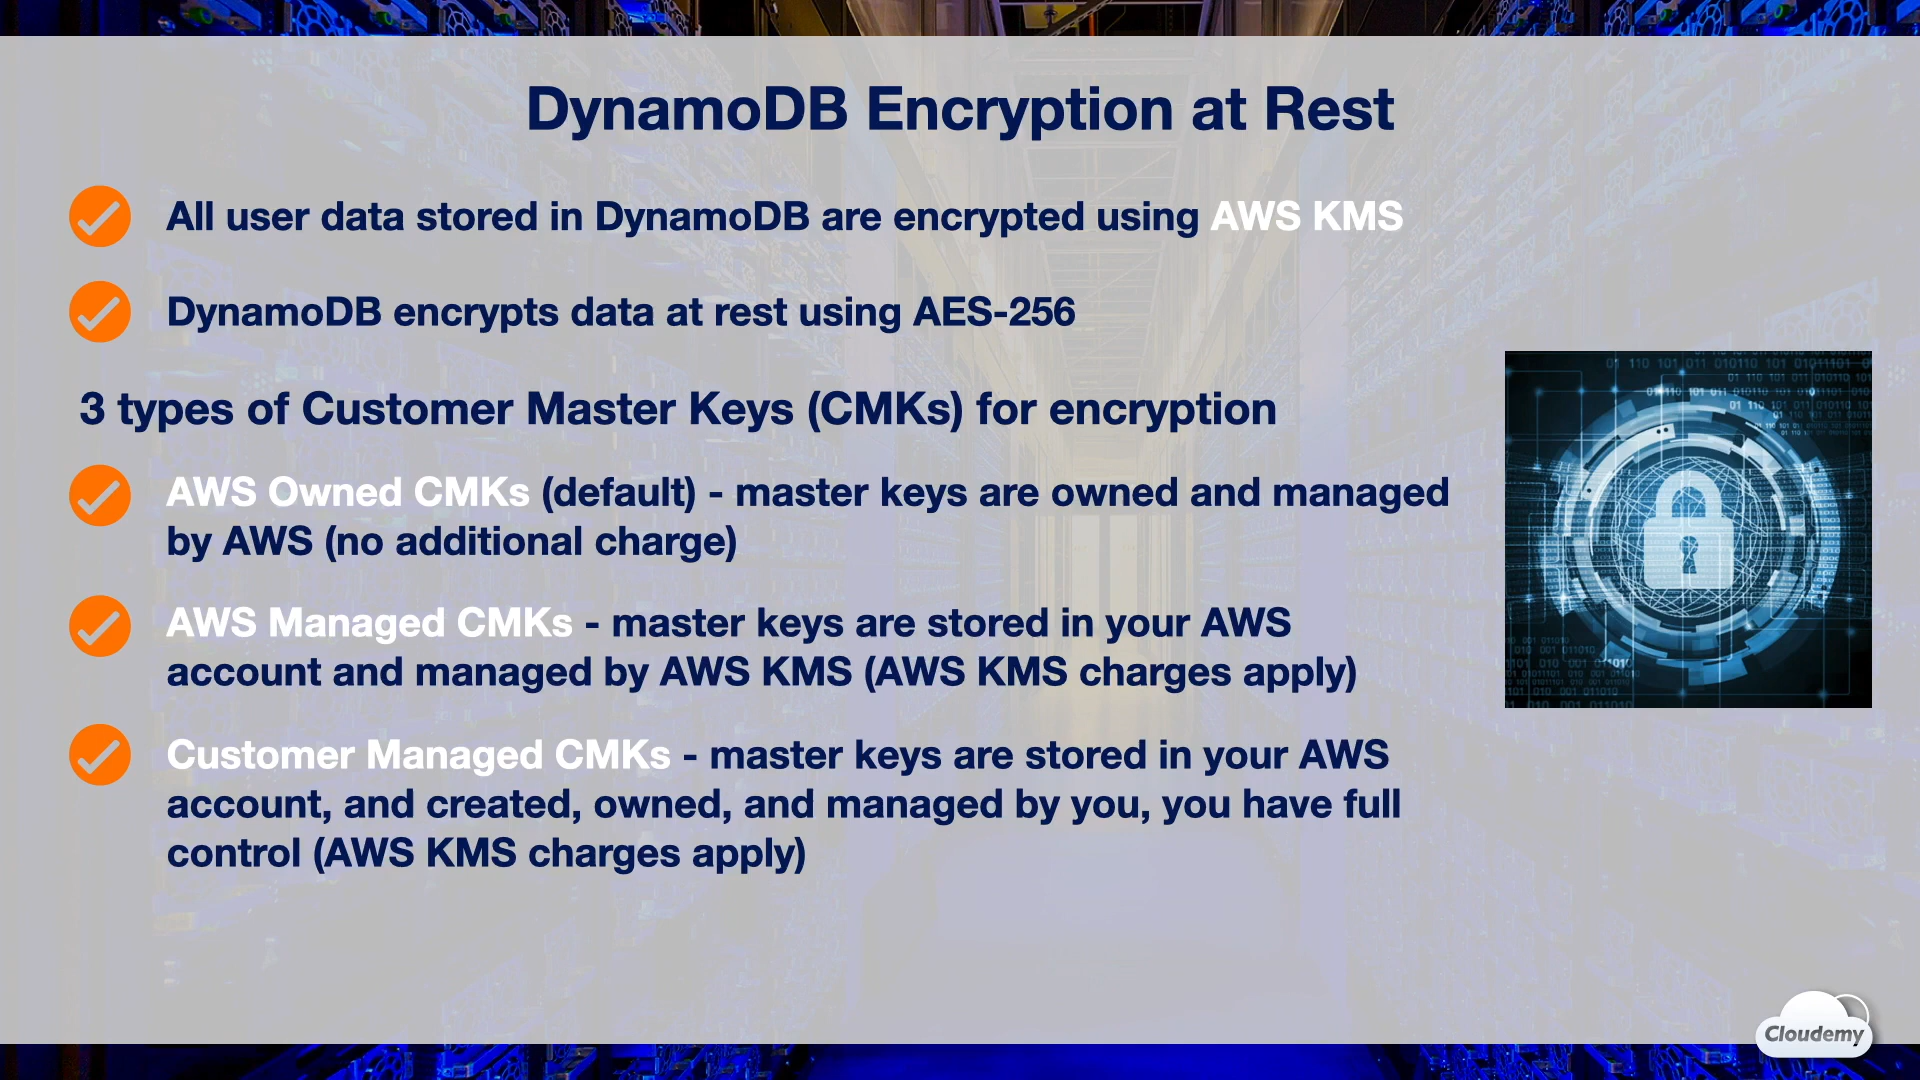 DynamoDB Encryption at Rest
All user data stored in DynamoDB are encrypted using AWS KMS
DynamoDB encrypts data at rest using AES-256
3 types of Customer Master Keys (CMKs) for encryption
AWS Owned CMKs (default) - master keys are owned and managed
by AWS (no additional charge)
AWS Managed CMKs - master keys are stored in your AWS
account and managed by AWS KMS (AWS KMS charges apply)
Customer Managed CMKs - master keys are stored in your AWS
account, and created, owned, and managed by you, you have full
control (AWS KMS charges apply)
Cloudemy